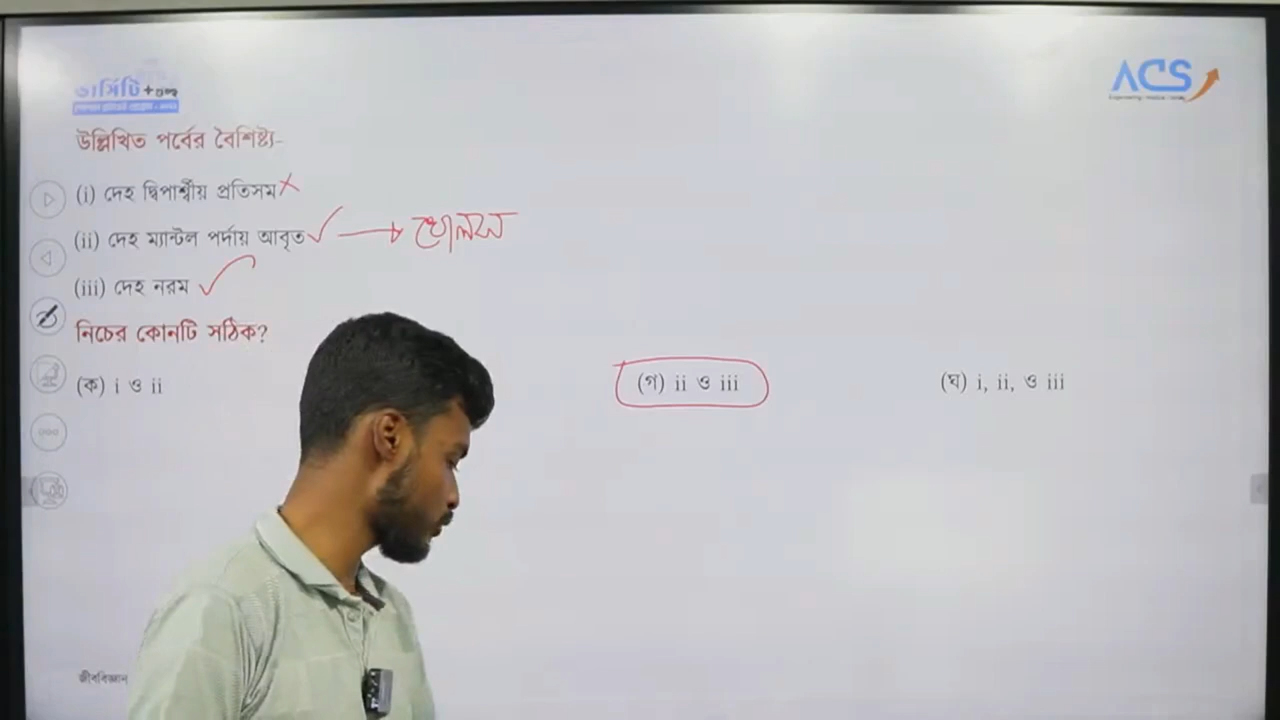 ভার্সিটি +গুচ্ছ
ACS
উল্লিখিত পর্বের বৈশিষ্ট্য-
(i) দেহ দ্বিপার্শ্বীয় প্রতিসম
(ii) দেহ ম্যান্টল পর্দায় আবৃত → খোলস
(iii) দেহ নরম
নিচের কোনটি সঠিক?
(ক) i ও ii (গ) ii ও iii (ঘ) i, ii, ও iii
জীববিজ্ঞান